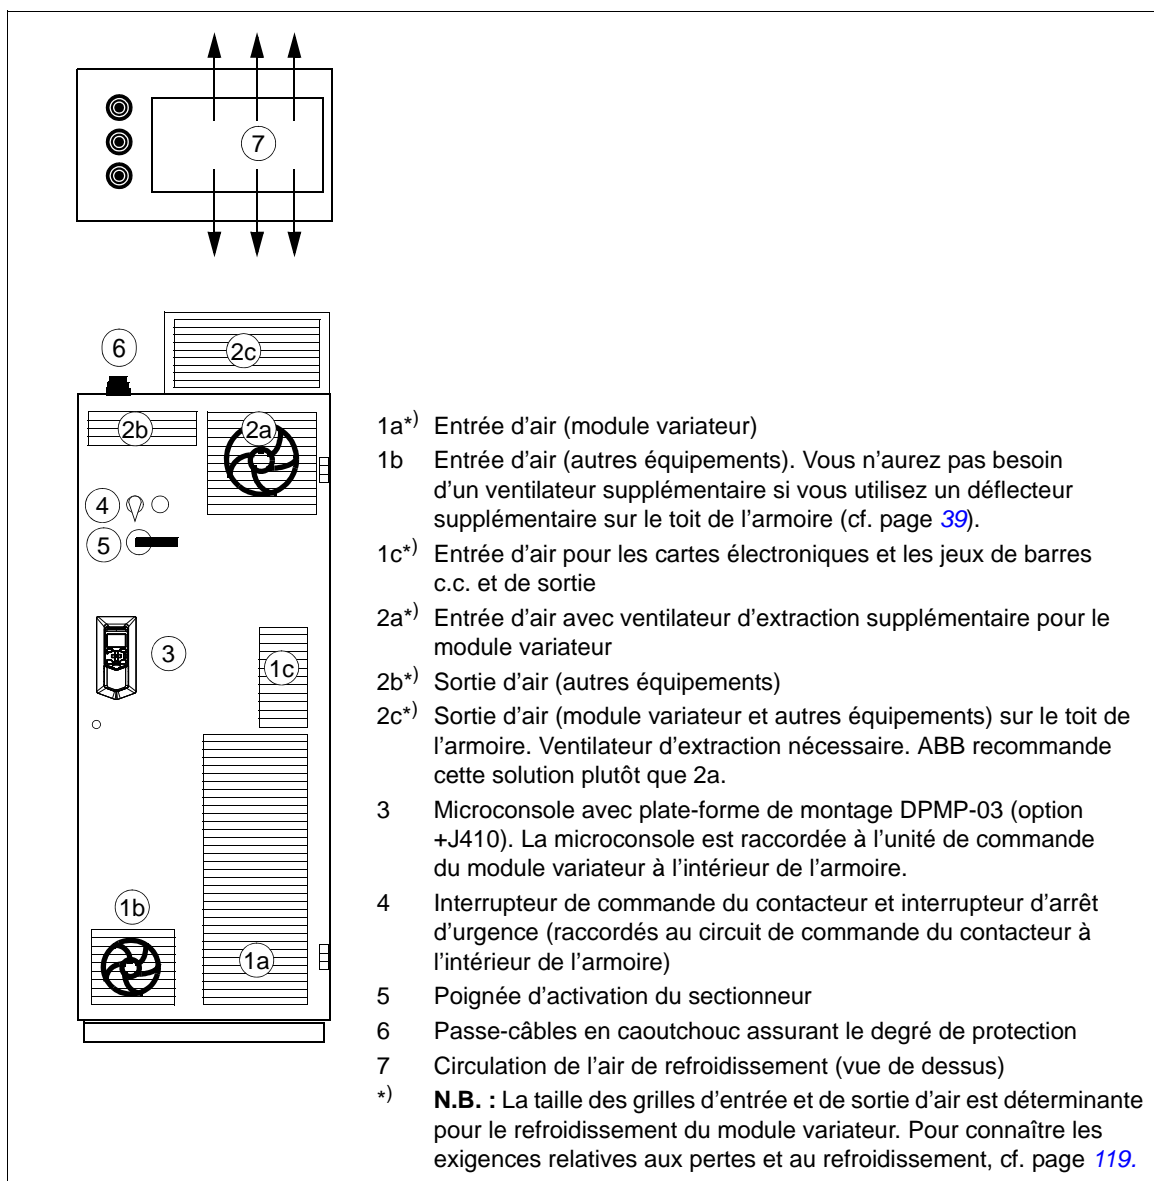 7
6
2c
2b
2a
4
5
3
1c
1b
1a
1a*) Entrée d’air (module variateur)
1b Entrée d’air (autres équipements). Vous n’aurez pas besoin
d’un ventilateur supplémentaire si vous utilisez un déflecteur
supplémentaire sur le toit de l’armoire (cf. page 39).
1c*) Entrée d’air pour les cartes électroniques et les jeux de barres
c.c. et de sortie
2a*) Entrée d’air avec ventilateur d’extraction supplémentaire pour le
module variateur
2b*) Sortie d’air (autres équipements)
2c*) Sortie d’air (module variateur et autres équipements) sur le toit de
l’armoire. Ventilateur d’extraction nécessaire. ABB recommande
cette solution plutôt que 2a.
3 Microconsole avec plate-forme de montage DPMP-03 (option
+J410). La microconsole est raccordée à l’unité de commande
du module variateur à l’intérieur de l’armoire.
4 Interrupteur de commande du contacteur et interrupteur d’arrêt
d’urgence (raccordés au circuit de commande du contacteur à
l’intérieur de l’armoire)
5 Poignée d’activation du sectionneur
6 Passe-câbles en caoutchouc assurant le degré de protection
7 Circulation de l’air de refroidissement (vue de dessus)
*) N.B. : La taille des grilles d’entrée et de sortie d’air est déterminante
pour le refroidissement du module variateur. Pour connaître les
exigences relatives aux pertes et au refroidissement, cf. page 119.